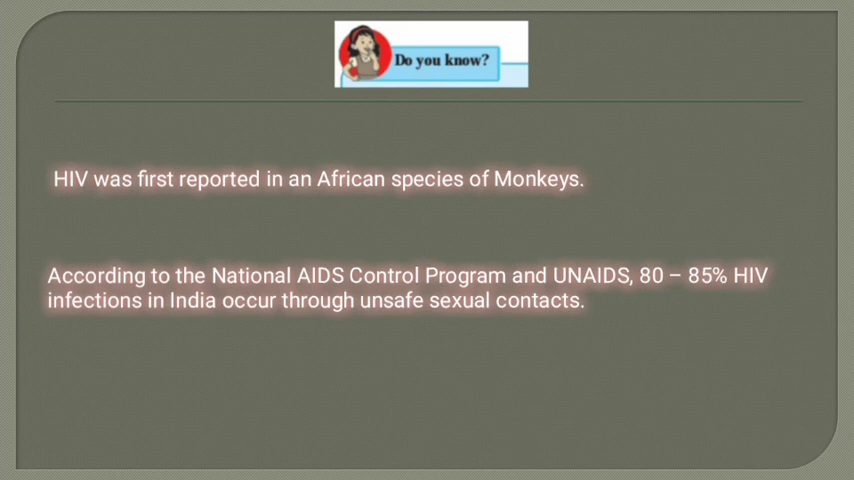 Do you know?
HIV was first reported in an African species of Monkeys.
According to the National AIDS Control Program and UNAIDS, 80 – 85% HIV
infections in India occur through unsafe sexual contacts.